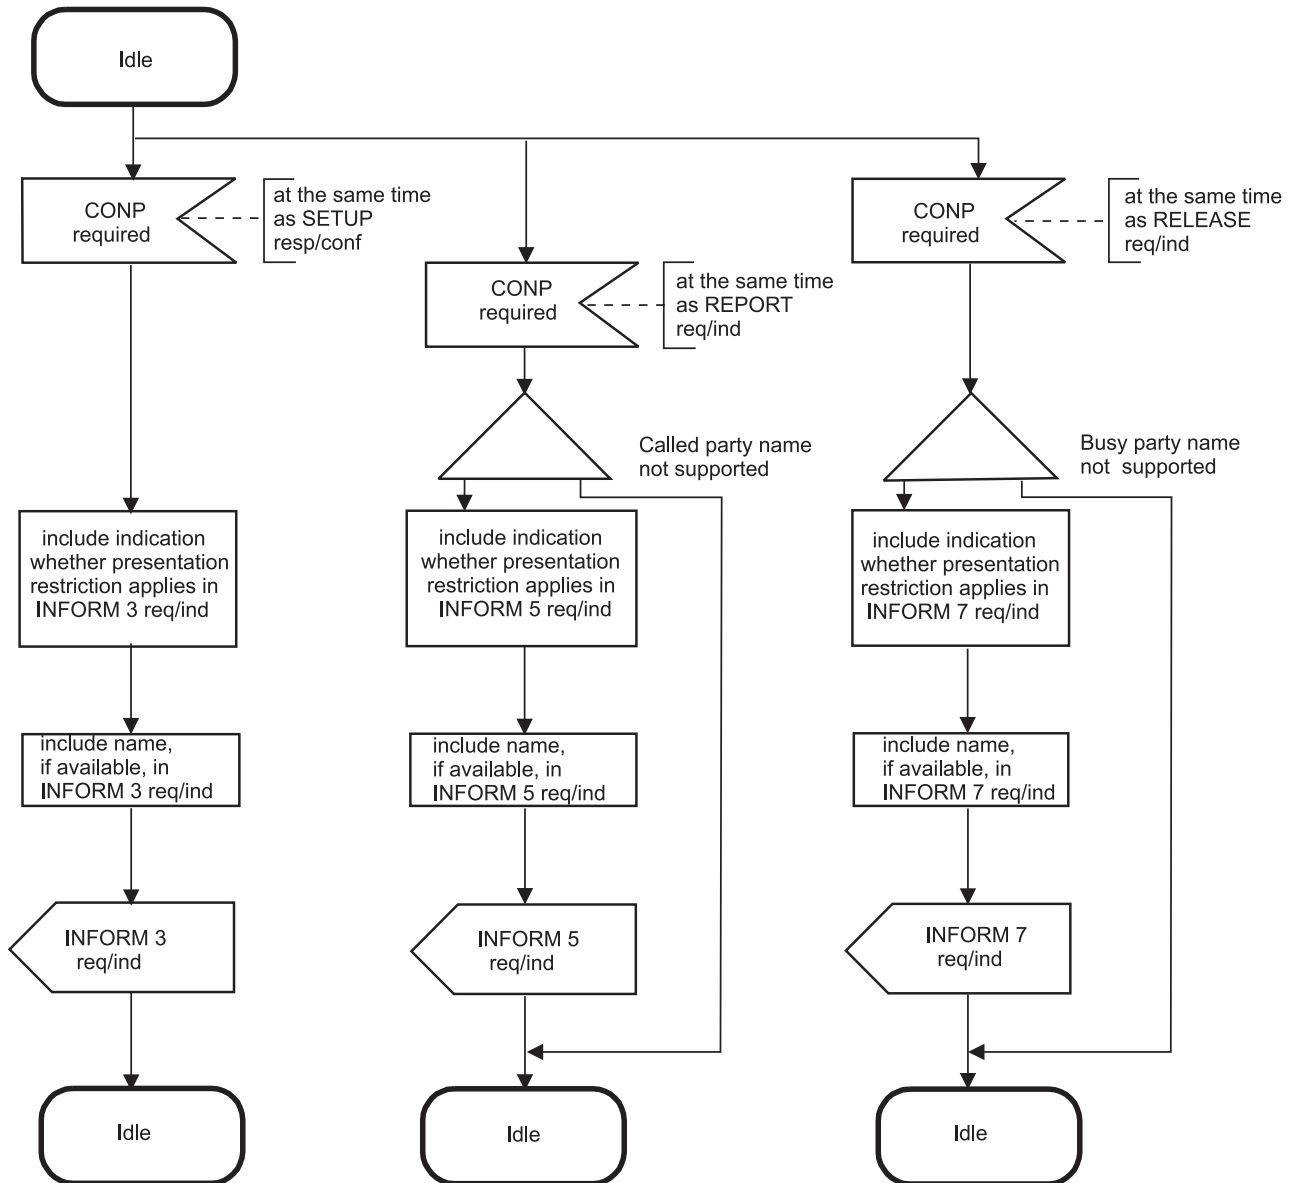 Idle
CONP
required
at the same time
as SETUP
resp/conf
CONP
required
at the same time
as REPORT
req/ind
CONP
required
at the same time
as RELEASE
req/ind
Called party name
not supported
Busy party name
not supported
include indication
whether presentation
restriction applies in
INFORM 3 req/ind
include indication
whether presentation
restriction applies in
INFORM 5 req/ind
include indication
whether presentation
restriction applies in
INFORM 7 req/ind
include name,
if available, in
INFORM 3 req/ind
include name,
if available, in
INFORM 5 req/ind
include name,
if available, in
INFORM 7 req/ind
INFORM 3
req/ind
INFORM 5
req/ind
INFORM 7
req/ind
Idle
Idle
Idle